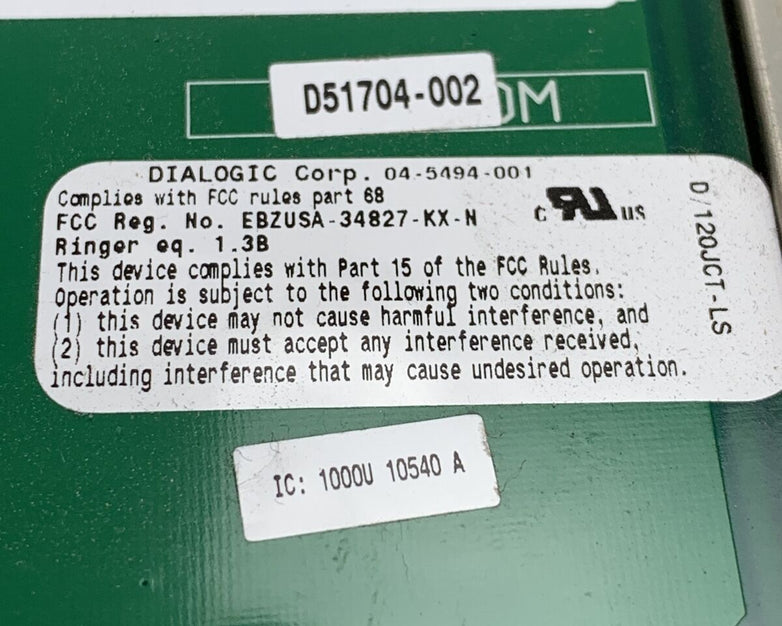 D51704-002
OM
DIALOGIC Corp. 04-5494-001
Complies with FCC rules part 68
FCC Reg. No. EBZUSA-34827-KX-N
Ringer eq. 1.3B
c RU US
This device complies with Part 15 of the FCC Rules.
Operation is subject to the following two conditions:
(1) this device may not cause harmful interference, and
(2) this device must accept any interference received,
including interference that may cause undesired operation.
D/120JCT-LS
IC: 1000U 10540 A